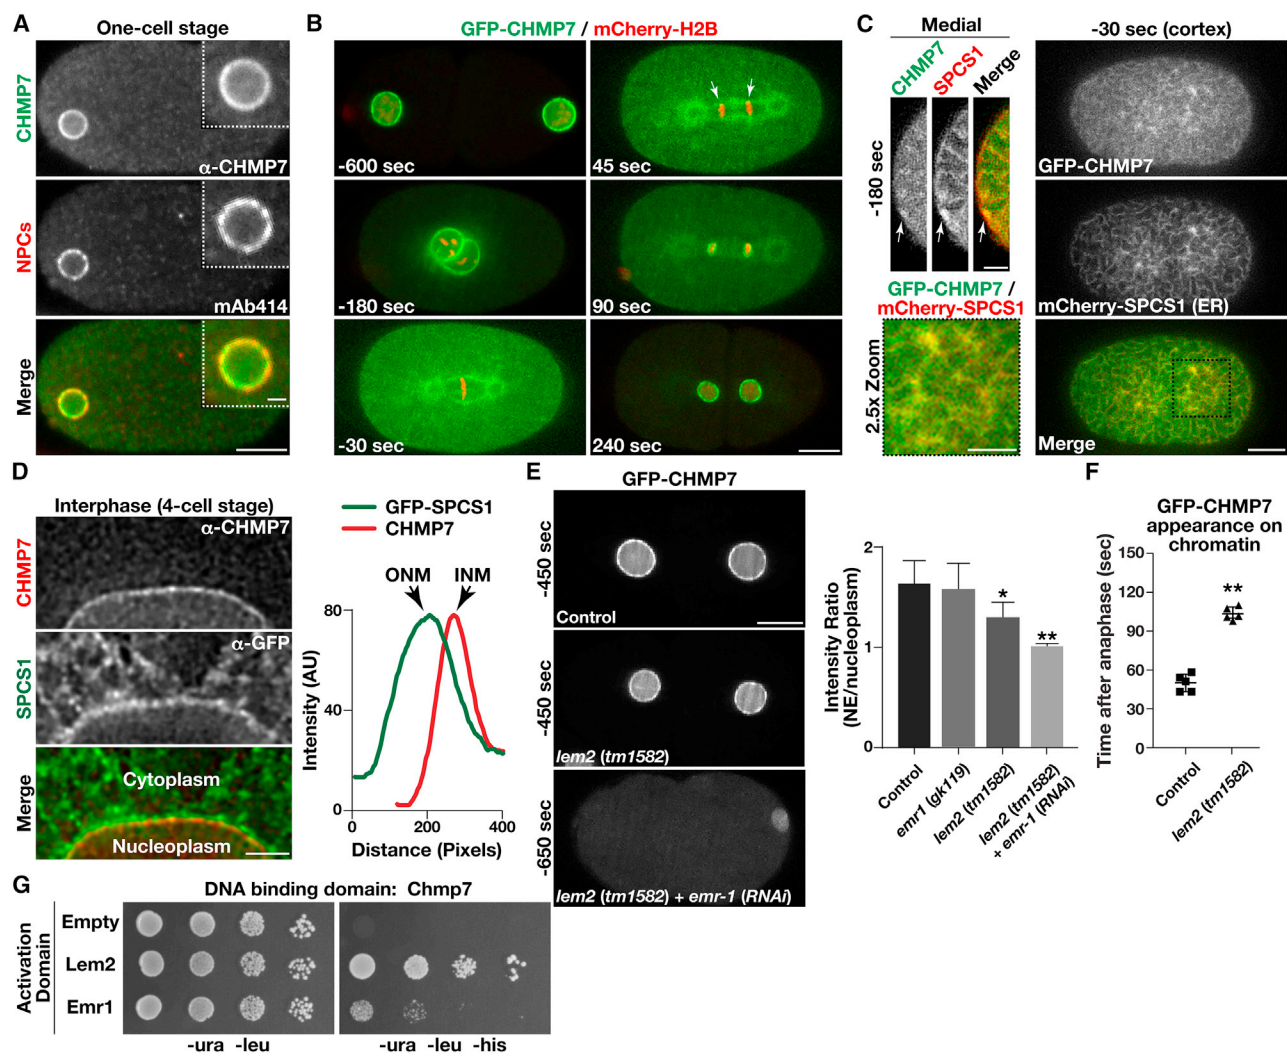 A
One-cell stage
CHMP7
α-CHMP7
NPCs
mAb414
Merge
B
GFP-CHMP7 / mCherry-H2B
-600 sec
45 sec
-180 sec
90 sec
-30 sec
240 sec
C
Medial
CHMP7
SPCS1
Merge
-180 sec
GFP-CHMP7 /
mCherry-SPCS1
2.5x Zoom
-30 sec (cortex)
GFP-CHMP7
mCherry-SPCS1 (ER)
Merge
D
Interphase (4-cell stage)
CHMP7
α-CHMP7
SPCS1
α-GFP
Merge
Cytoplasm
Nucleoplasm
GFP-SPCS1
CHMP7
ONM
INM
80
40
0
Intensity (AU)
0
200
400
Distance (Pixels)
E
GFP-CHMP7
-450 sec
Control
-450 sec
lem2 (tm1582)
-650 sec
lem2 (tm1582) + emr-1 (RNAi)
Intensity Ratio
(NE/nucleoplasm)
2
1
0
*
**
Control
emr1 (gk119)
lem2 (tm1582)
lem2 (tm1582)
+ emr-1 (RNAi)
F
GFP-CHMP7
appearance on
chromatin
Time after anaphase (sec)
150
120
90
60
30
0
**
Control
lem2 (tm1582)
G
DNA binding domain: Chmp7
Activation
Domain
Empty
Lem2
Emr1
-ura -leu
-ura -leu -his